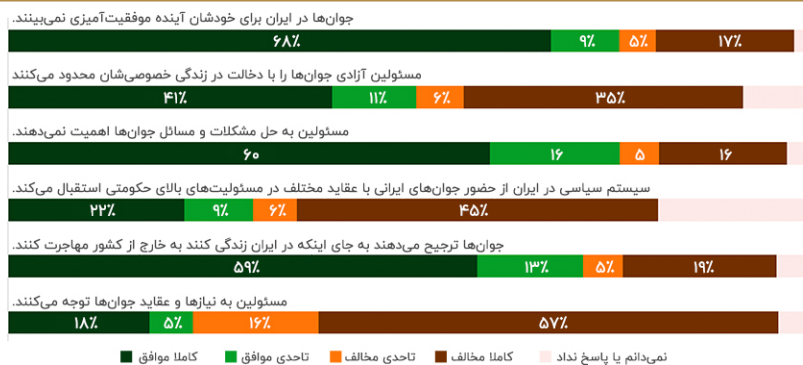 جوان‌ها در ایران برای خودشان آینده موفقیت‌آمیزی نمی‌بینند.
۶۸٪ ۹٪ ۵٪ ۱۷٪
مسئولین آزادی جوان‌ها را با دخالت در زندگی خصوصی‌شان محدود می‌کنند
۴۱٪ ۱۱٪ ۶٪ ۳۵٪
مسئولین به حل مشکلات و مسائل جوان‌ها اهمیت نمی‌دهند.
۶۰ ۱۶ ۵ ۱۶
سیستم سیاسی در ایران از حضور جوان‌های ایرانی با عقاید مختلف در مسئولیت‌های بالای حکومتی استقبال می‌کند.
۲۲٪ ۹٪ ۶٪ ۴۵٪
جوان‌ها ترجیح می‌دهند به جای اینکه در ایران زندگی کنند به خارج از کشور مهاجرت کنند.
۵۹٪ ۱۳٪ ۵٪ ۱۹٪
مسئولین به نیازها و عقاید جوان‌ها توجه می‌کنند.
۱۸٪ ۵٪ ۱۶٪ ۵۷٪
نمی‌دانم یا پاسخ نداد کاملا مخالف تاحدی مخالف تاحدی موافق کاملا موافق